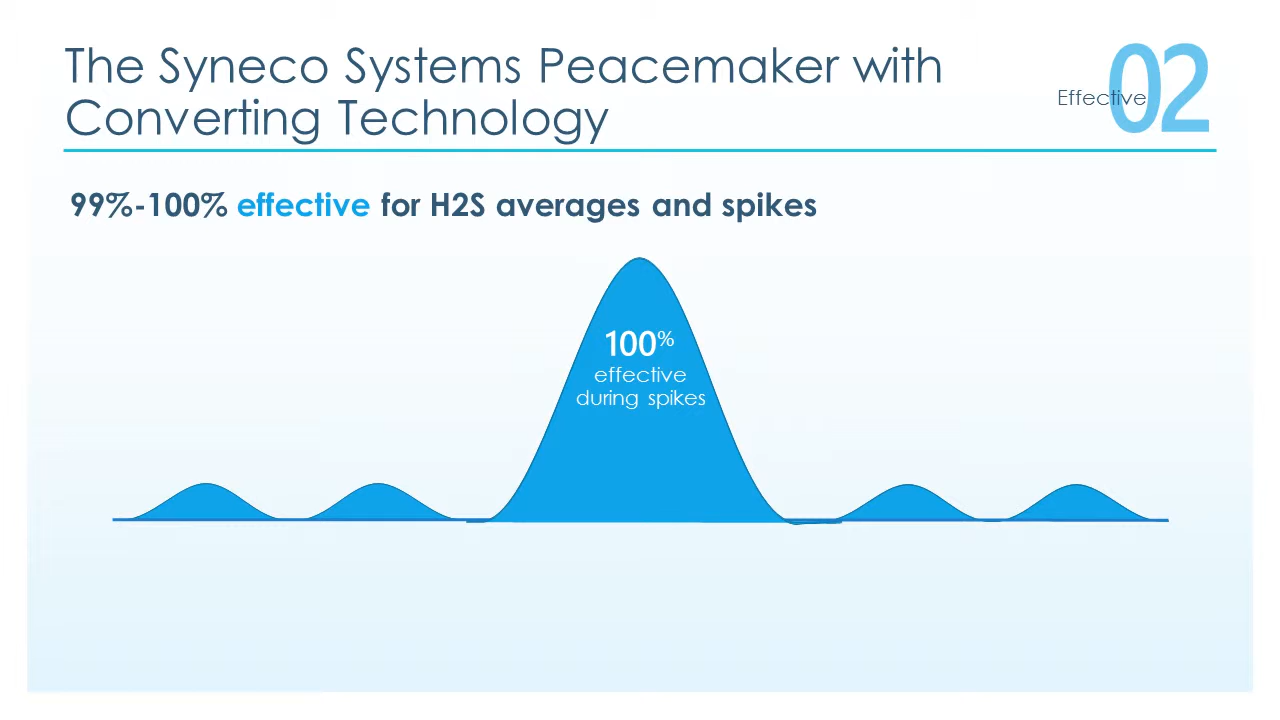 The Syneco Systems Peacemaker with
Converting Technology
Effective
02
99%-100% effective for H2S averages and spikes
100%
effective
during spikes